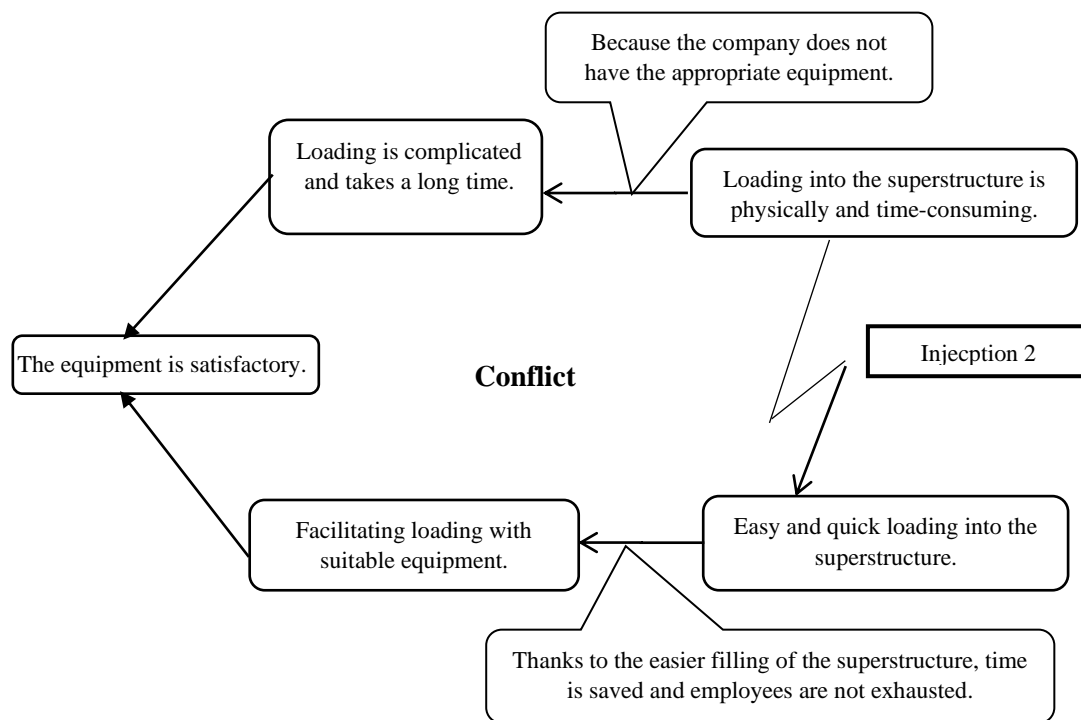 Because the company does not
have the appropriate equipment.
Loading is complicated
and takes a long time.
Loading into the superstructure is
physically and time-consuming.
The equipment is satisfactory.
Conflict
Injecption 2
Facilitating loading with
suitable equipment.
Easy and quick loading into the
superstructure.
Thanks to the easier filling of the superstructure, time
is saved and employees are not exhausted.